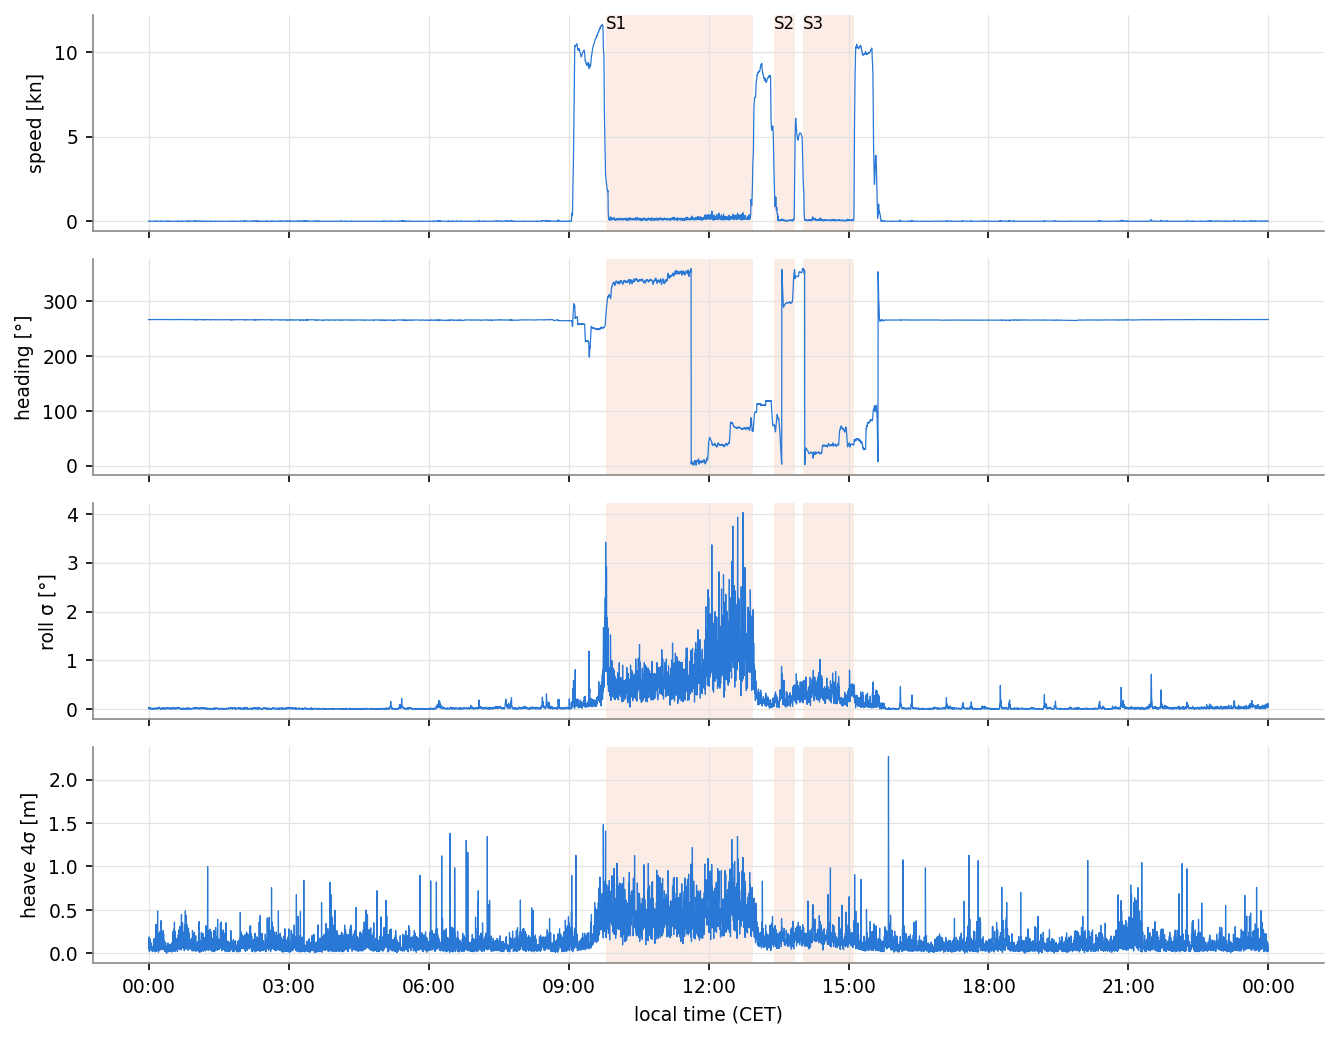 S1 S2 S3
10
5
0
speed [kn]
300
200
100
0
heading [°]
4
3
2
1
0
roll σ [°]
2.0
1.5
1.0
0.5
0.0
heave 4σ [m]
00:00 03:00 06:00 09:00 12:00 15:00 18:00 21:00 00:00
local time (CET)